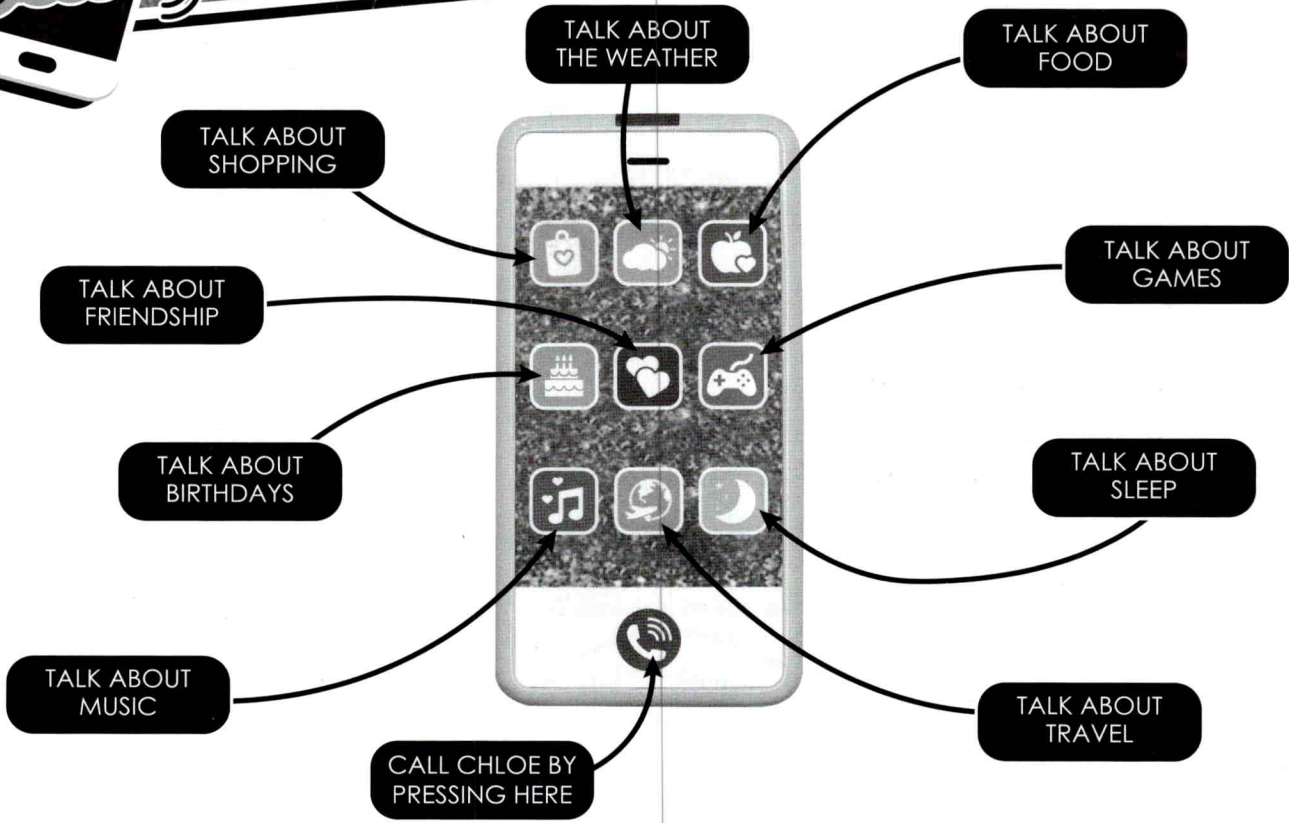 TALK ABOUT
THE WEATHER
TALK ABOUT
FOOD
TALK ABOUT
SHOPPING
TALK ABOUT
GAMES
TALK ABOUT
FRIENDSHIP
TALK ABOUT
BIRTHDAYS
TALK ABOUT
SLEEP
TALK ABOUT
MUSIC
TALK ABOUT
TRAVEL
CALL CHLOE BY
PRESSING HERE